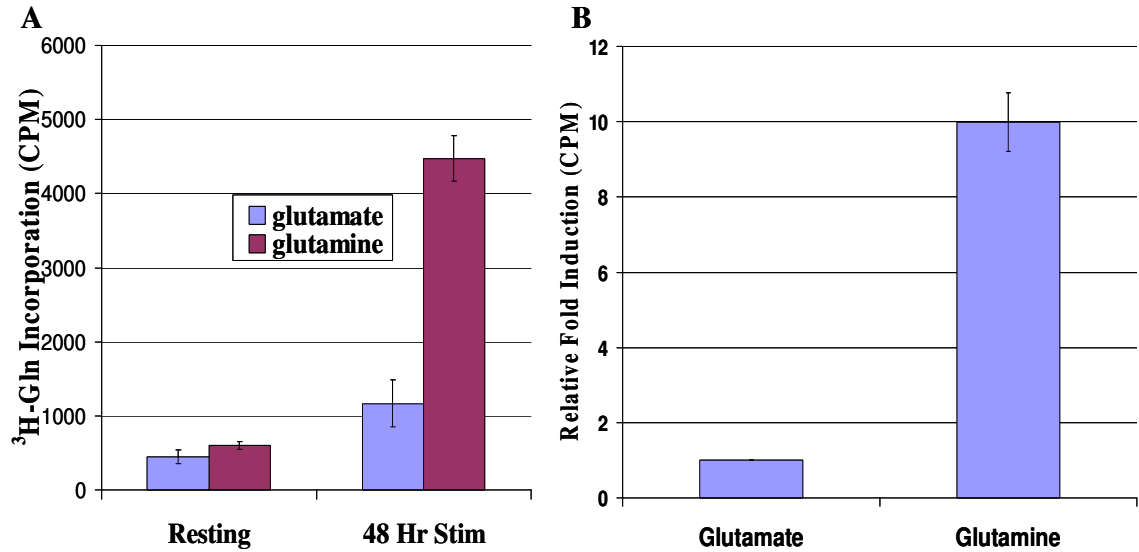 A
³H-Gln Incorporation (CPM)
6000
5000
4000
3000
2000
1000
0
glutamate
glutamine
Resting
48 Hr Stim
B
Relative Fold Induction (CPM)
12
10
8
6
4
2
0
Glutamate
Glutamine